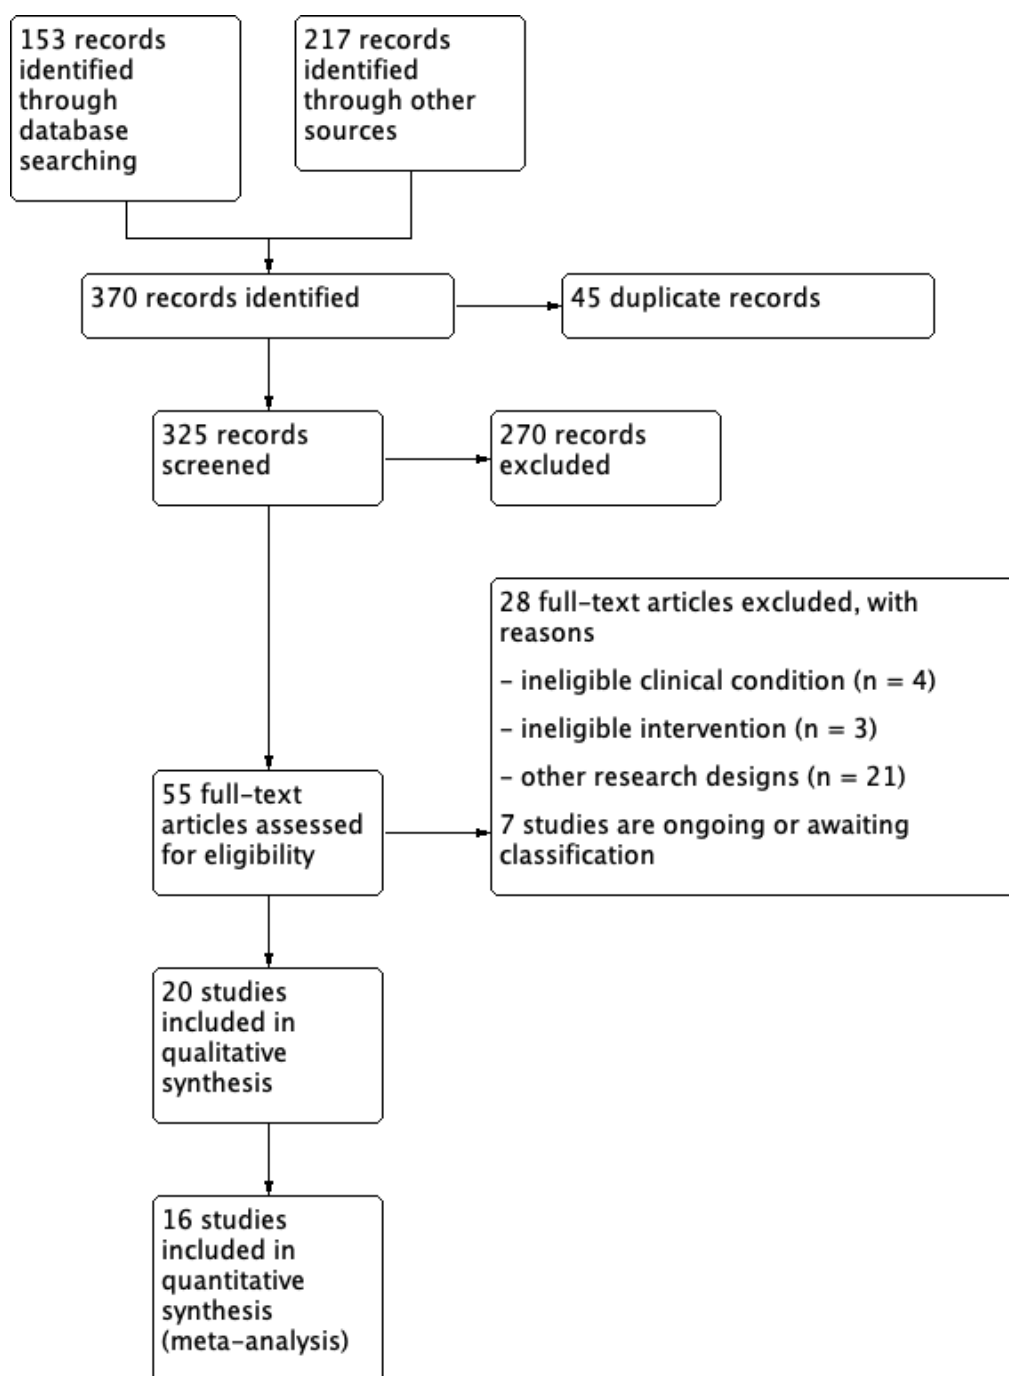 153 records
identified
through
database
searching
217 records
identified
through other
sources
370 records identified
45 duplicate records
325 records
screened
270 records
excluded
28 full-text articles excluded, with
reasons
- ineligible clinical condition (n = 4)
- ineligible intervention (n = 3)
- other research designs (n = 21)
7 studies are ongoing or awaiting
classification
55 full-text
articles assessed
for eligibility
20 studies
included in
qualitative
synthesis
16 studies
included in
quantitative
synthesis
(meta-analysis)